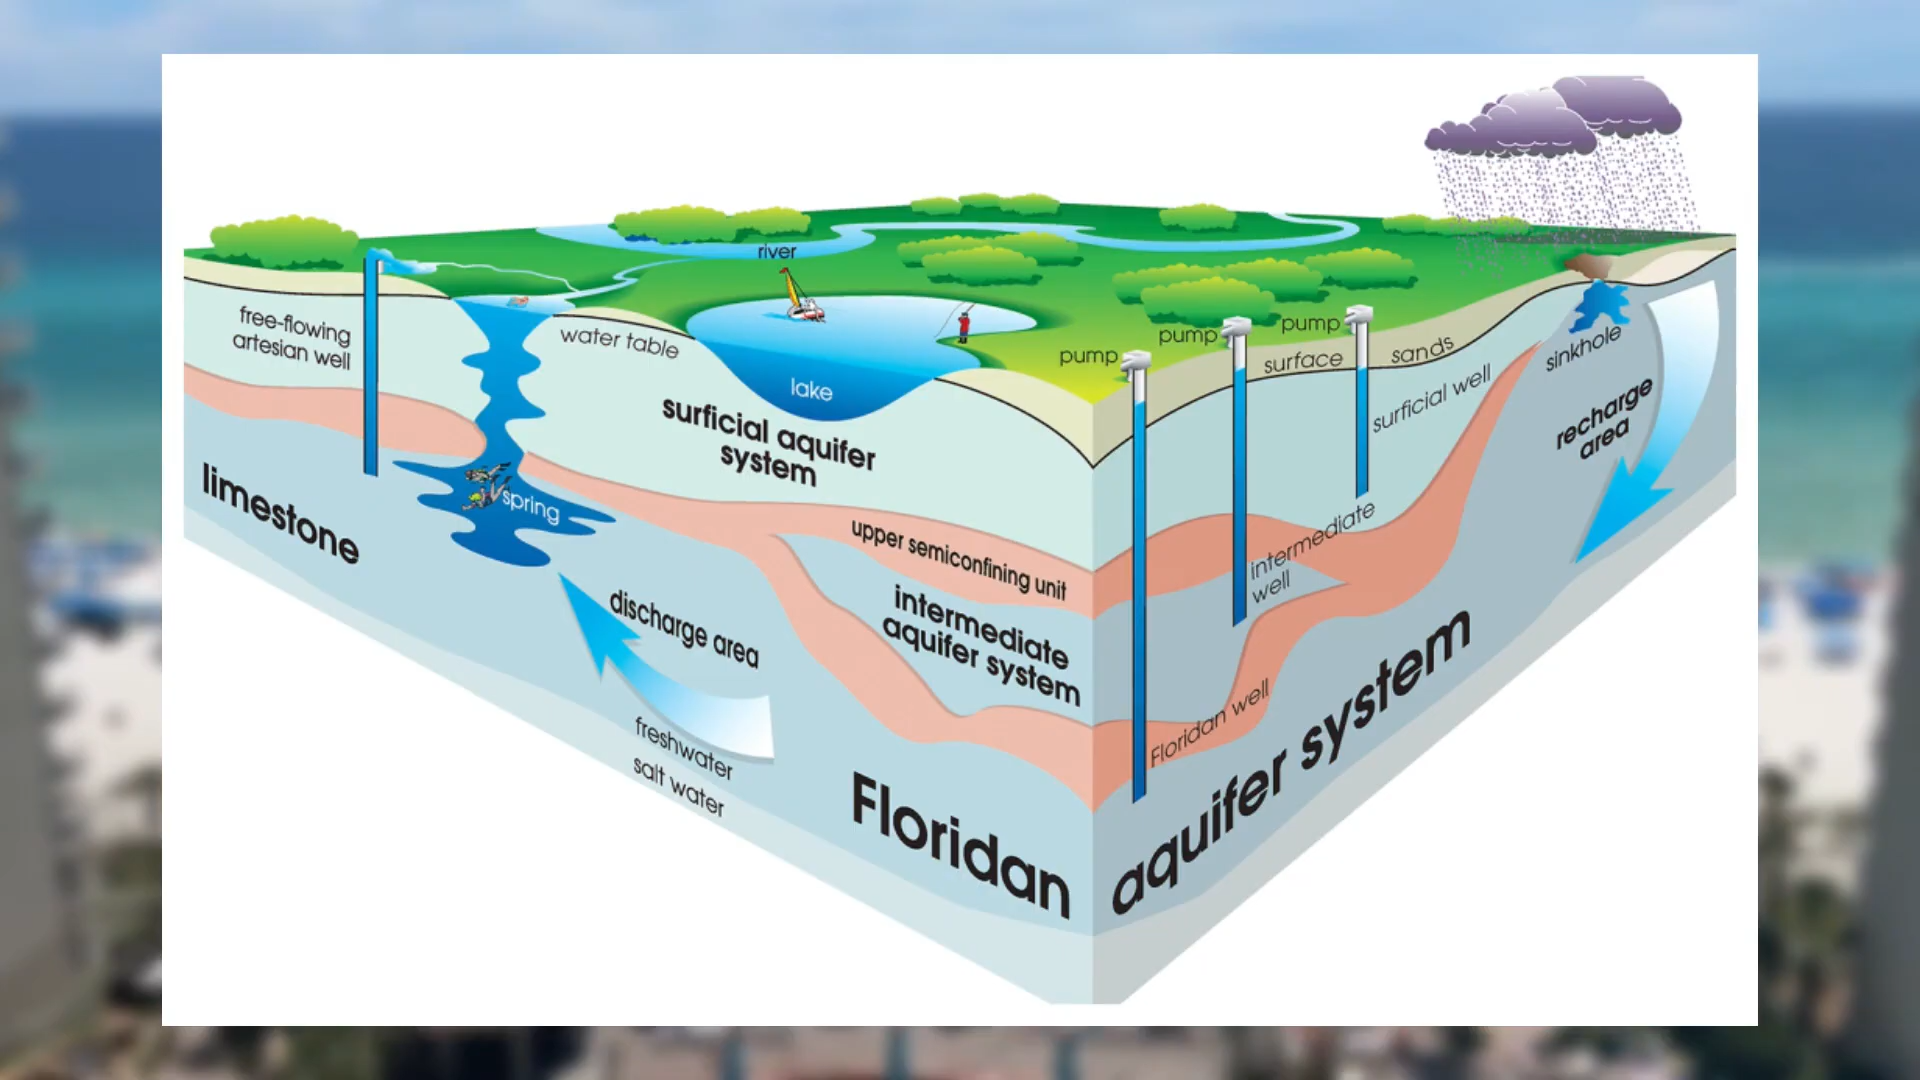 river
free-flowing
artesian well
water table
lake
pump
pump
pump
surface sands
surficial well
sinkhole
recharge
area
surficial aquifer
system
limestone
spring
upper semiconfining unit
intermediate
well
intermediate
aquifer system
discharge area
freshwater
salt water
Floridan well
Floridan aquifer system